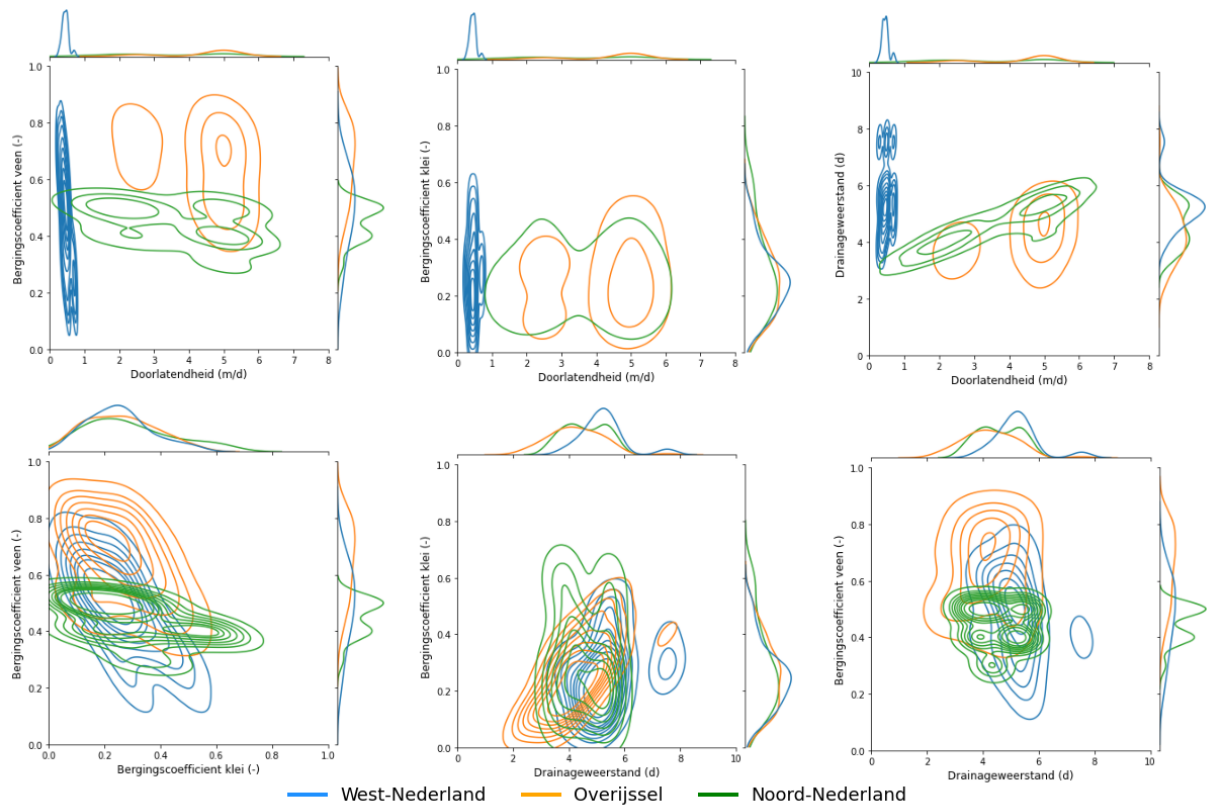 1.0
0.8
0.6
0.4
0.2
0.0
Bergingscoefficient veen (-)
0 1 2 3 4 5 6 7 8
Doorlatendheid (m/d)
1.0
0.8
0.6
0.4
0.2
0.0
Bergingscoefficient klei (-)
0 1 2 3 4 5 6 7 8
Doorlatendheid (m/d)
10
8
6
4
2
0
Drainageweerstand (d)
0 1 2 3 4 5 6 7 8
Doorlatendheid (m/d)
1.0
0.8
0.6
0.4
0.2
0.0
Bergingscoefficient veen (-)
0.0 0.2 0.4 0.6 0.8 1.0
Bergingscoefficient klei (-)
1.0
0.8
0.6
0.4
0.2
0.0
Bergingscoefficient klei (-)
0 2 4 6 8 10
Drainageweerstand (d)
1.0
0.8
0.6
0.4
0.2
0.0
Bergingscoefficient veen (-)
0 2 4 6 8 10
Drainageweerstand (d)
West-Nederland Overijssel Noord-Nederland